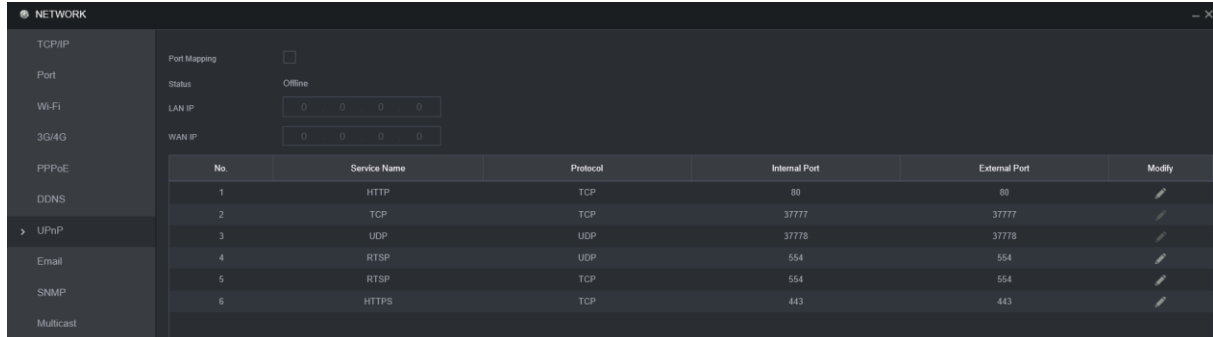 NETWORK
TCP/IP
Port
Wi-Fi
3G/4G
PPPoE
DDNS
UPnP
Email
SNMP
Multicast
Port Mapping
Status Offline
LAN IP 0 0 0 0
WAN IP 0 0 0 0
No. Service Name Protocol Internal Port External Port Modify
1 HTTP TCP 80 80
2 TCP TCP 37777 37777
3 UDP UDP 37778 37778
4 RTSP UDP 554 554
5 RTSP TCP 554 554
6 HTTPS TCP 443 443